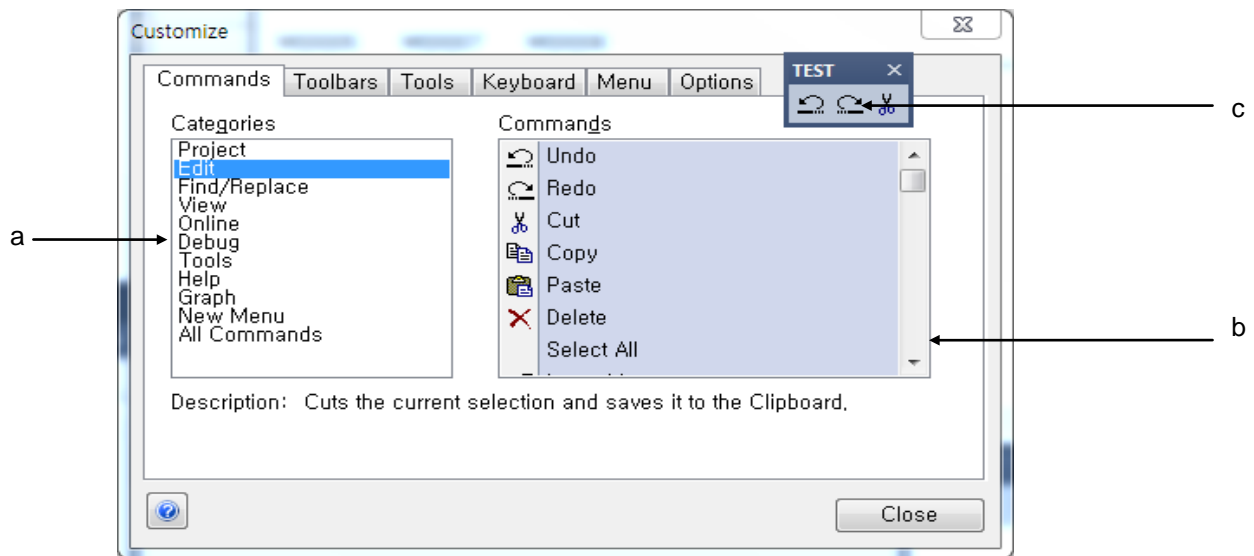 Customize
Commands Toolbars Tools Keyboard Menu Options
TEST
c
Categories
Commands
Project
Edit
Find/Replace
View
Online
Debug
Tools
Help
Graph
New Menu
All Commands
a
Undo
Redo
Cut
Copy
Paste
Delete
Select All
b
Description: Cuts the current selection and saves it to the Clipboard,
Close